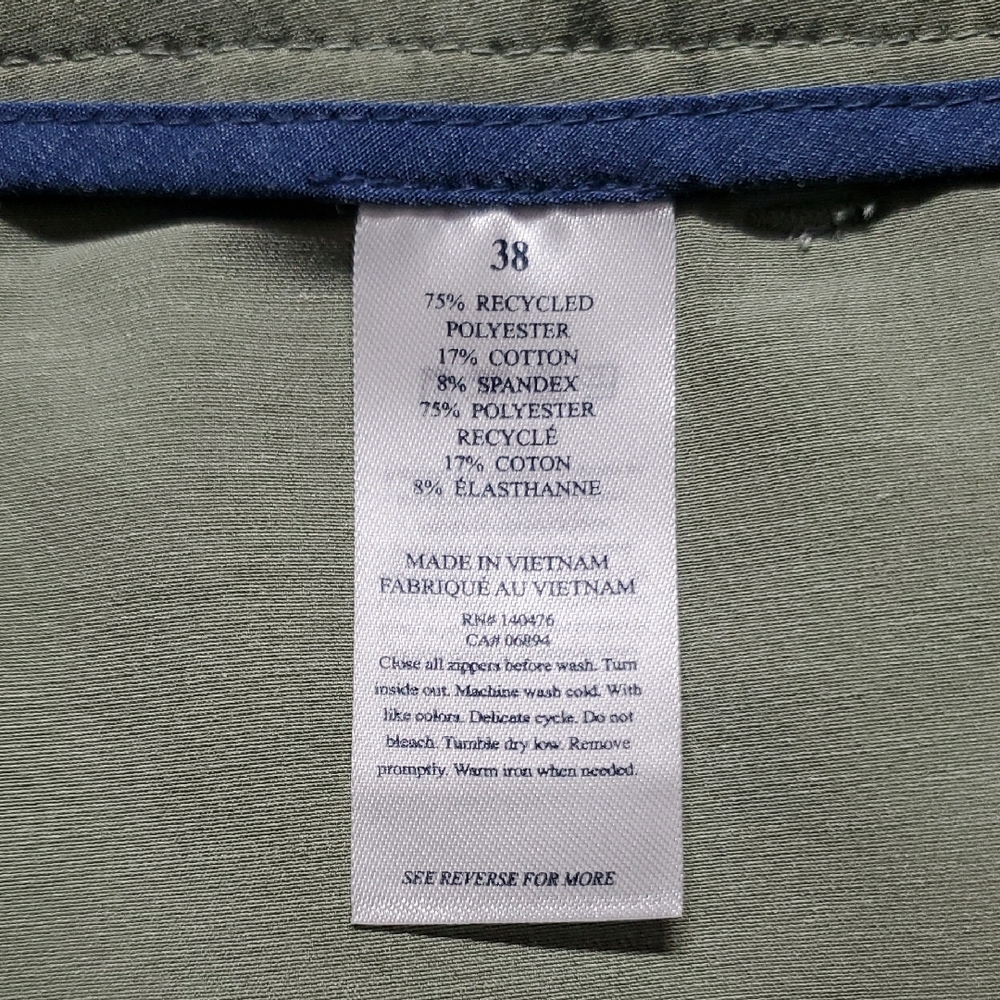 38
75% RECYCLED
POLYESTER
17% COTTON
8% SPANDEX
75% POLYESTER
RECYCLÉ
17% COTON
8% ÉLASTHANNE
MADE IN VIETNAM
FABRIQUÉ AU VIETNAM
RN# 140476
CA# 06894
Close all zippers before wash. Turn
inside out. Machine wash cold. With
like colors. Delicate cycle. Do not
bleach. Tumble dry low. Remove
promptly. Warm iron when needed.
SEE REVERSE FOR MORE